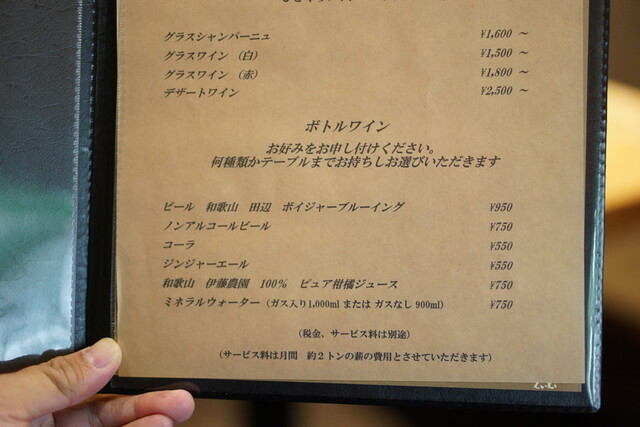 グラスシャンパーニュ ¥1,600 ～
グラスワイン （白） ¥1,500 ～
グラスワイン （赤） ¥1,800 ～
デザートワイン ¥2,500 ～
ボトルワイン
お好みをお申し付けください。
何種類かテーブルまでお持ちしお選びいただきます
ビール 和歌山 田辺 ボイジャーブルーイング ¥950
ノンアルコールビール ¥750
コーラ ¥550
ジンジャーエール ¥550
和歌山 伊藤農園 100% ピュア柑橘ジュース ¥750
ミネラルウォーター（ガス入り1,000ml または ガスなし 900ml） ¥750
（税金、サービス料は別途）
（サービス料は月間 約２トンの薪の費用とさせていただきます）